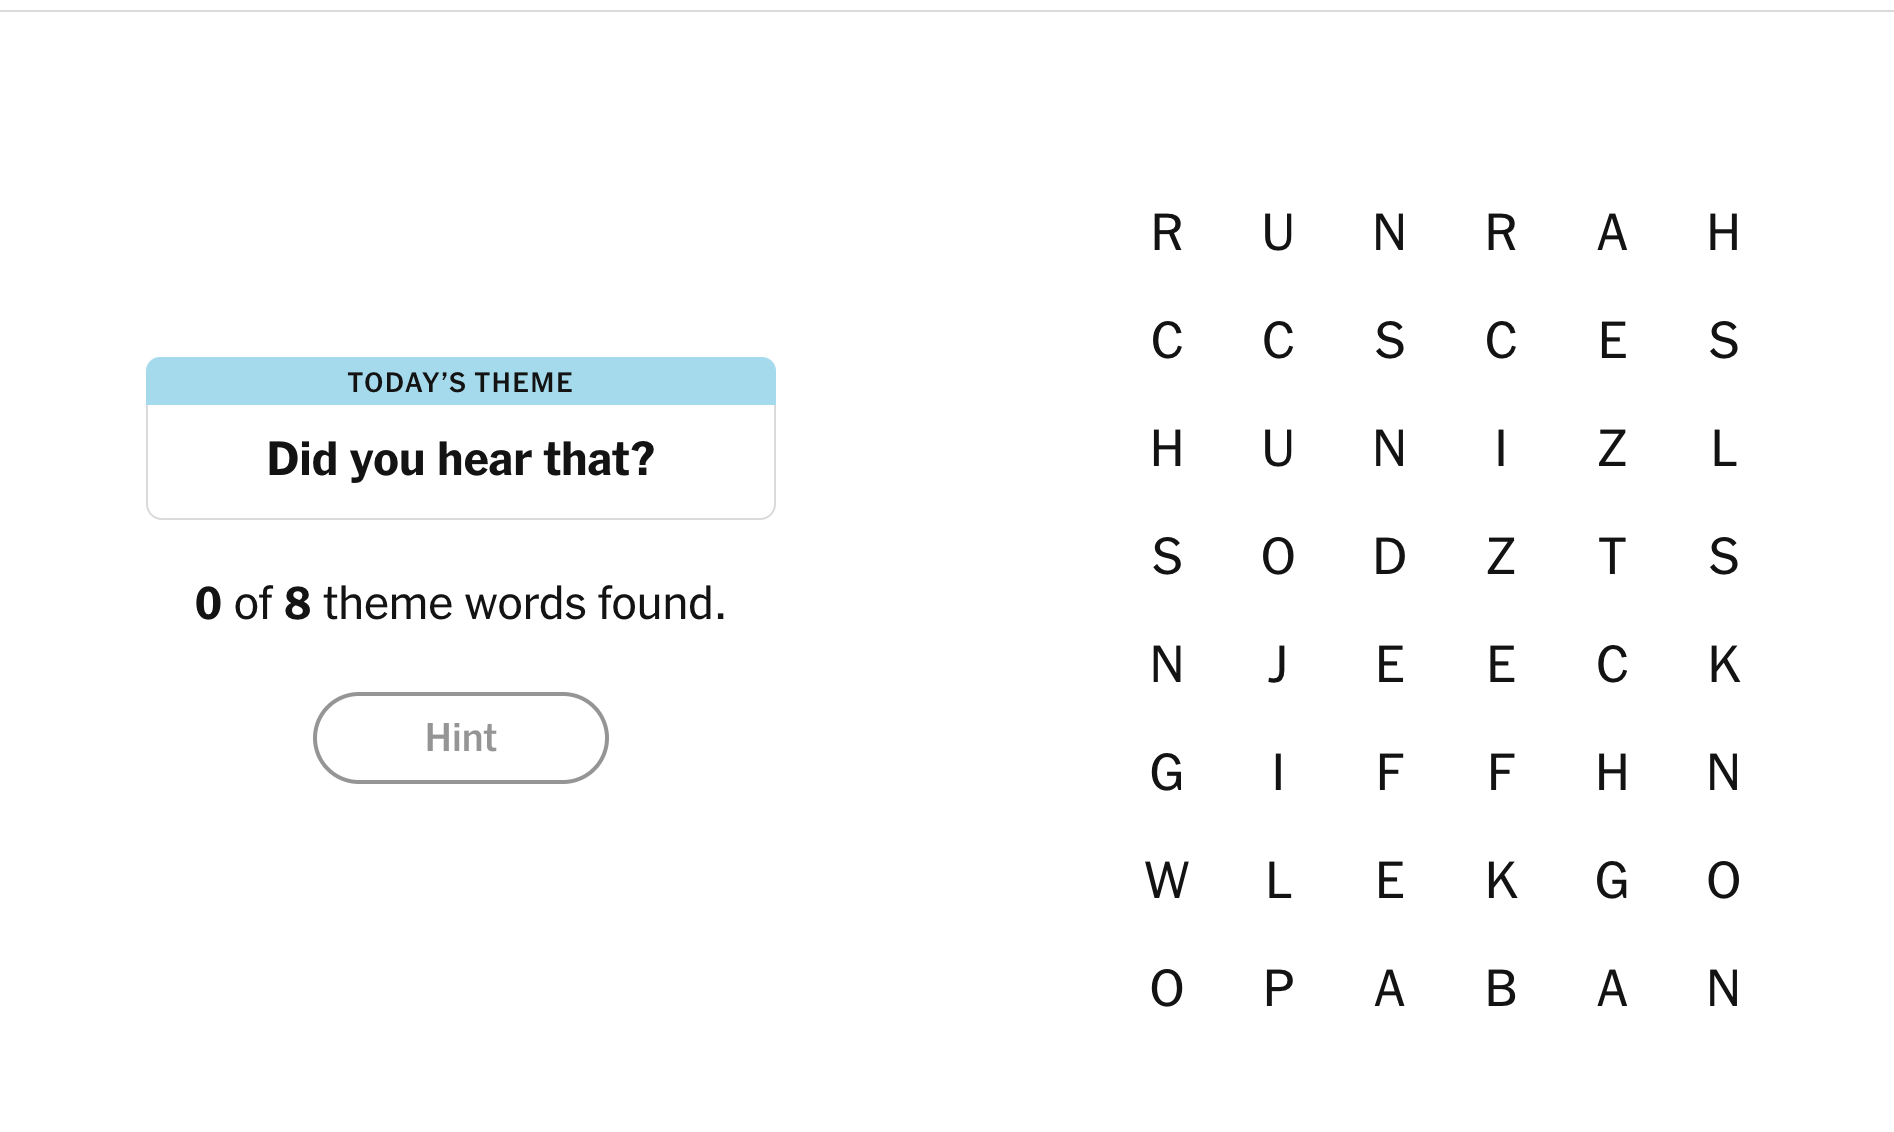 TODAY’S THEME
Did you hear that?
0 of 8 theme words found.
Hint
R U N R A H
C C S C E S
H U N I Z L
S O D Z T S
N J E E C K
G I F F H N
W L E K G O
O P A B A N